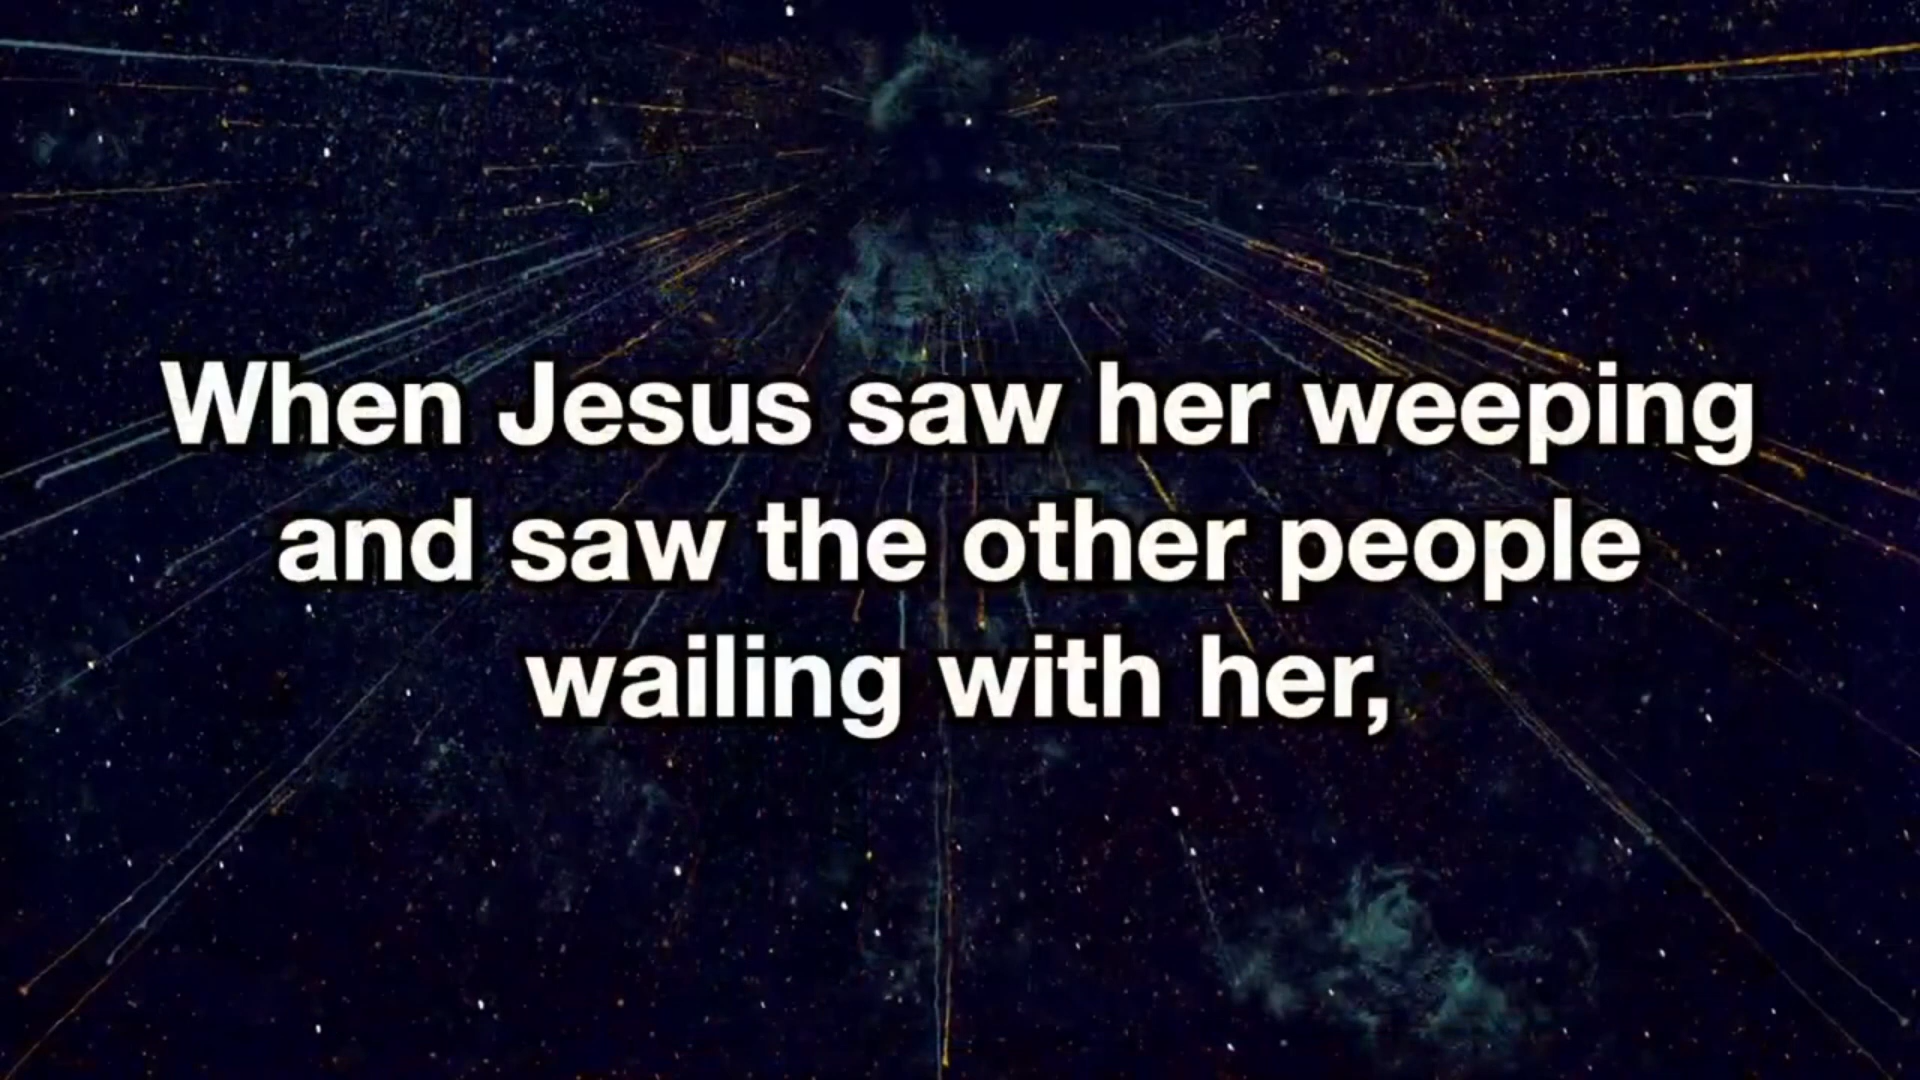 When Jesus saw her weeping
and saw the other people
wailing with her,